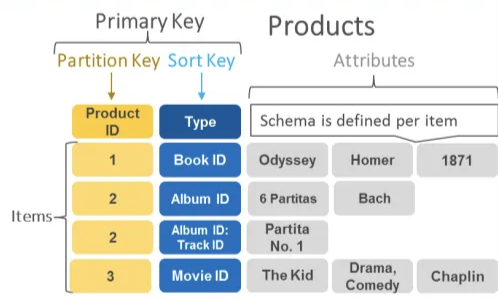 Primary Key
Products
Partition Key
Sort Key
Attributes
Product
ID
Type
Schema is defined per item
Items
1
Book ID
Odyssey
Homer
1871
2
Album ID
6 Partitas
Bach
2
Album ID:
Track ID
Partita
No. 1
3
Movie ID
The Kid
Drama,
Comedy
Chaplin